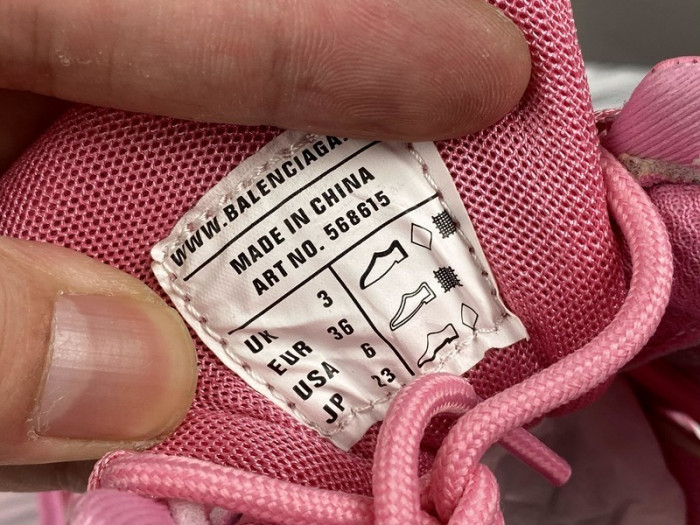 WWW.BALENCIAGA.
MADE IN CHINA
ART NO. 568615
UK 3
EUR 36
USA 6
JP 23